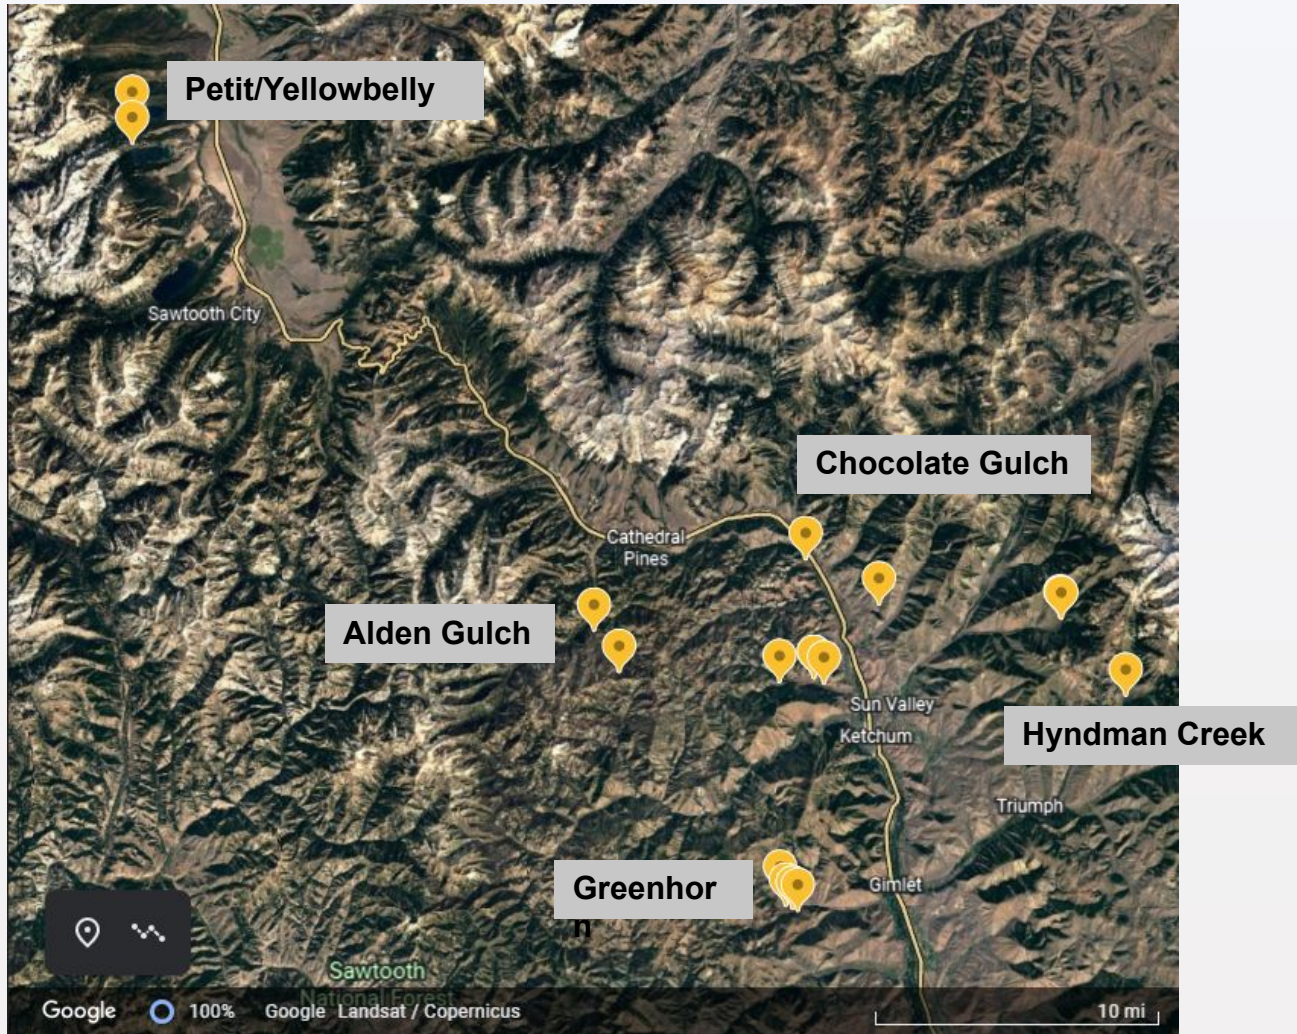 Petit/Yellowbelly
Sawtooth City
Chocolate Gulch
Cathedral
Pines
Alden Gulch
Sun Valley
Ketchum
Hyndman Creek
Triumph
Greenhor
n
Gimlet
Sawtooth
National Forest
Google 100% Google Landsat / Copernicus 10 mi